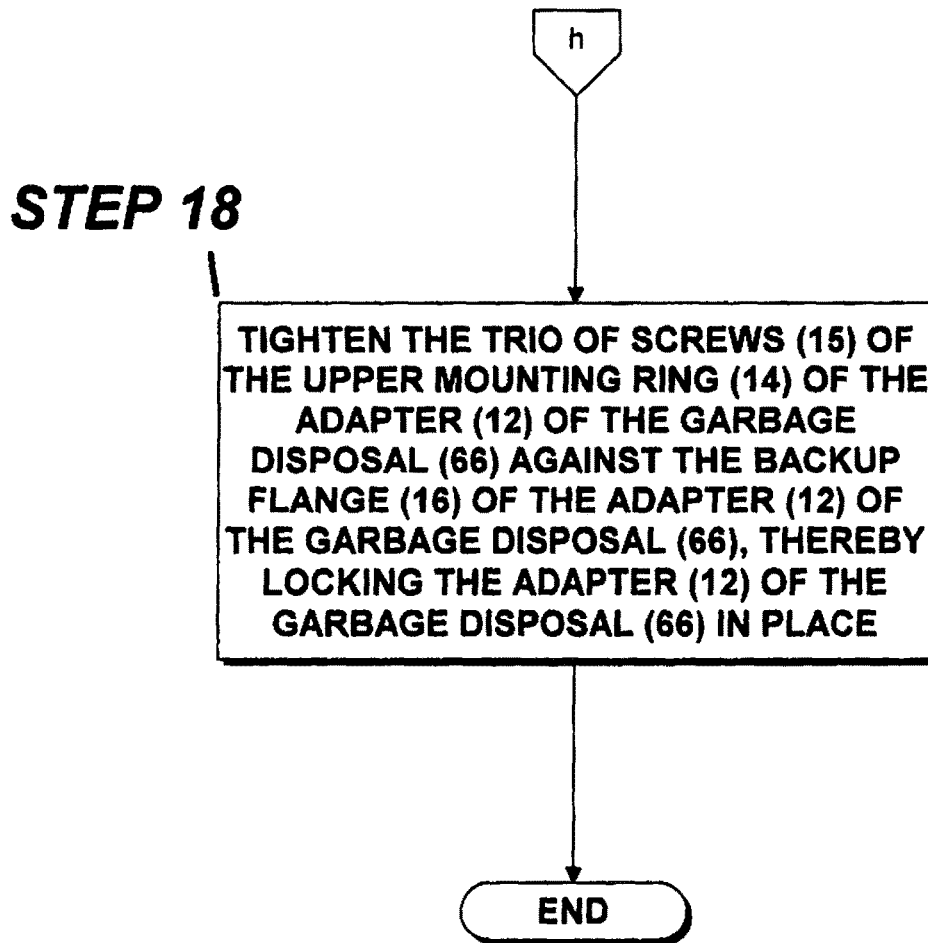 h
STEP 18
TIGHTEN THE TRIO OF SCREWS (15) OF
THE UPPER MOUNTING RING (14) OF THE
ADAPTER (12) OF THE GARBAGE
DISPOSAL (66) AGAINST THE BACKUP
FLANGE (16) OF THE ADAPTER (12) OF
THE GARBAGE DISPOSAL (66), THEREBY
LOCKING THE ADAPTER (12) OF THE
GARBAGE DISPOSAL (66) IN PLACE
END